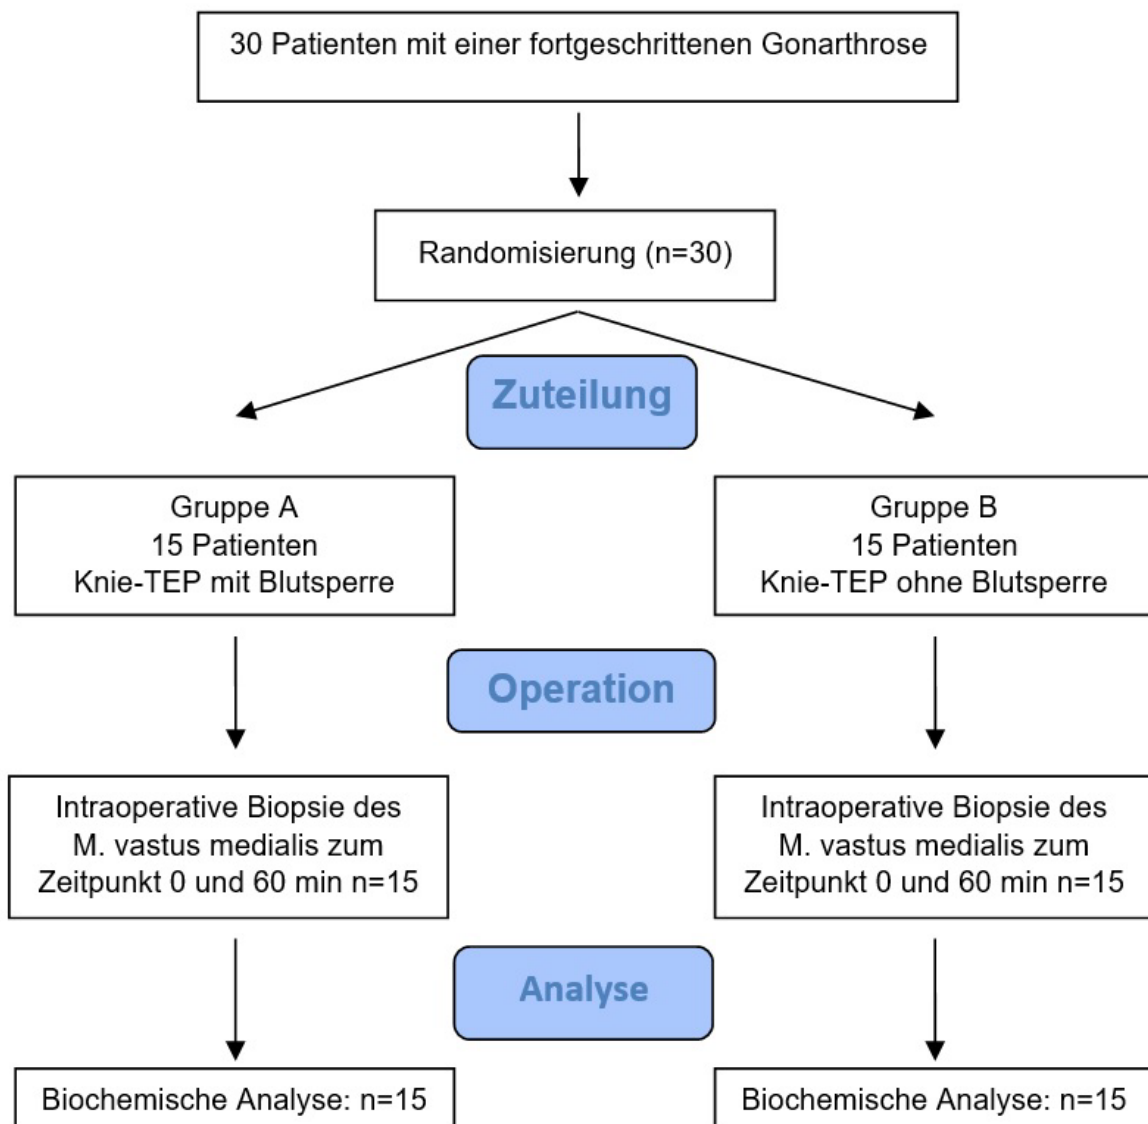 30 Patienten mit einer fortgeschrittenen Gonarthrose
Randomisierung (n=30)
Zuteilung
Gruppe A
15 Patienten
Knie-TEP mit Blutsperre
Gruppe B
15 Patienten
Knie-TEP ohne Blutsperre
Operation
Intraoperative Biopsie des
M. vastus medialis zum
Zeitpunkt 0 und 60 min n=15
Intraoperative Biopsie des
M. vastus medialis zum
Zeitpunkt 0 und 60 min n=15
Analyse
Biochemische Analyse: n=15
Biochemische Analyse: n=15